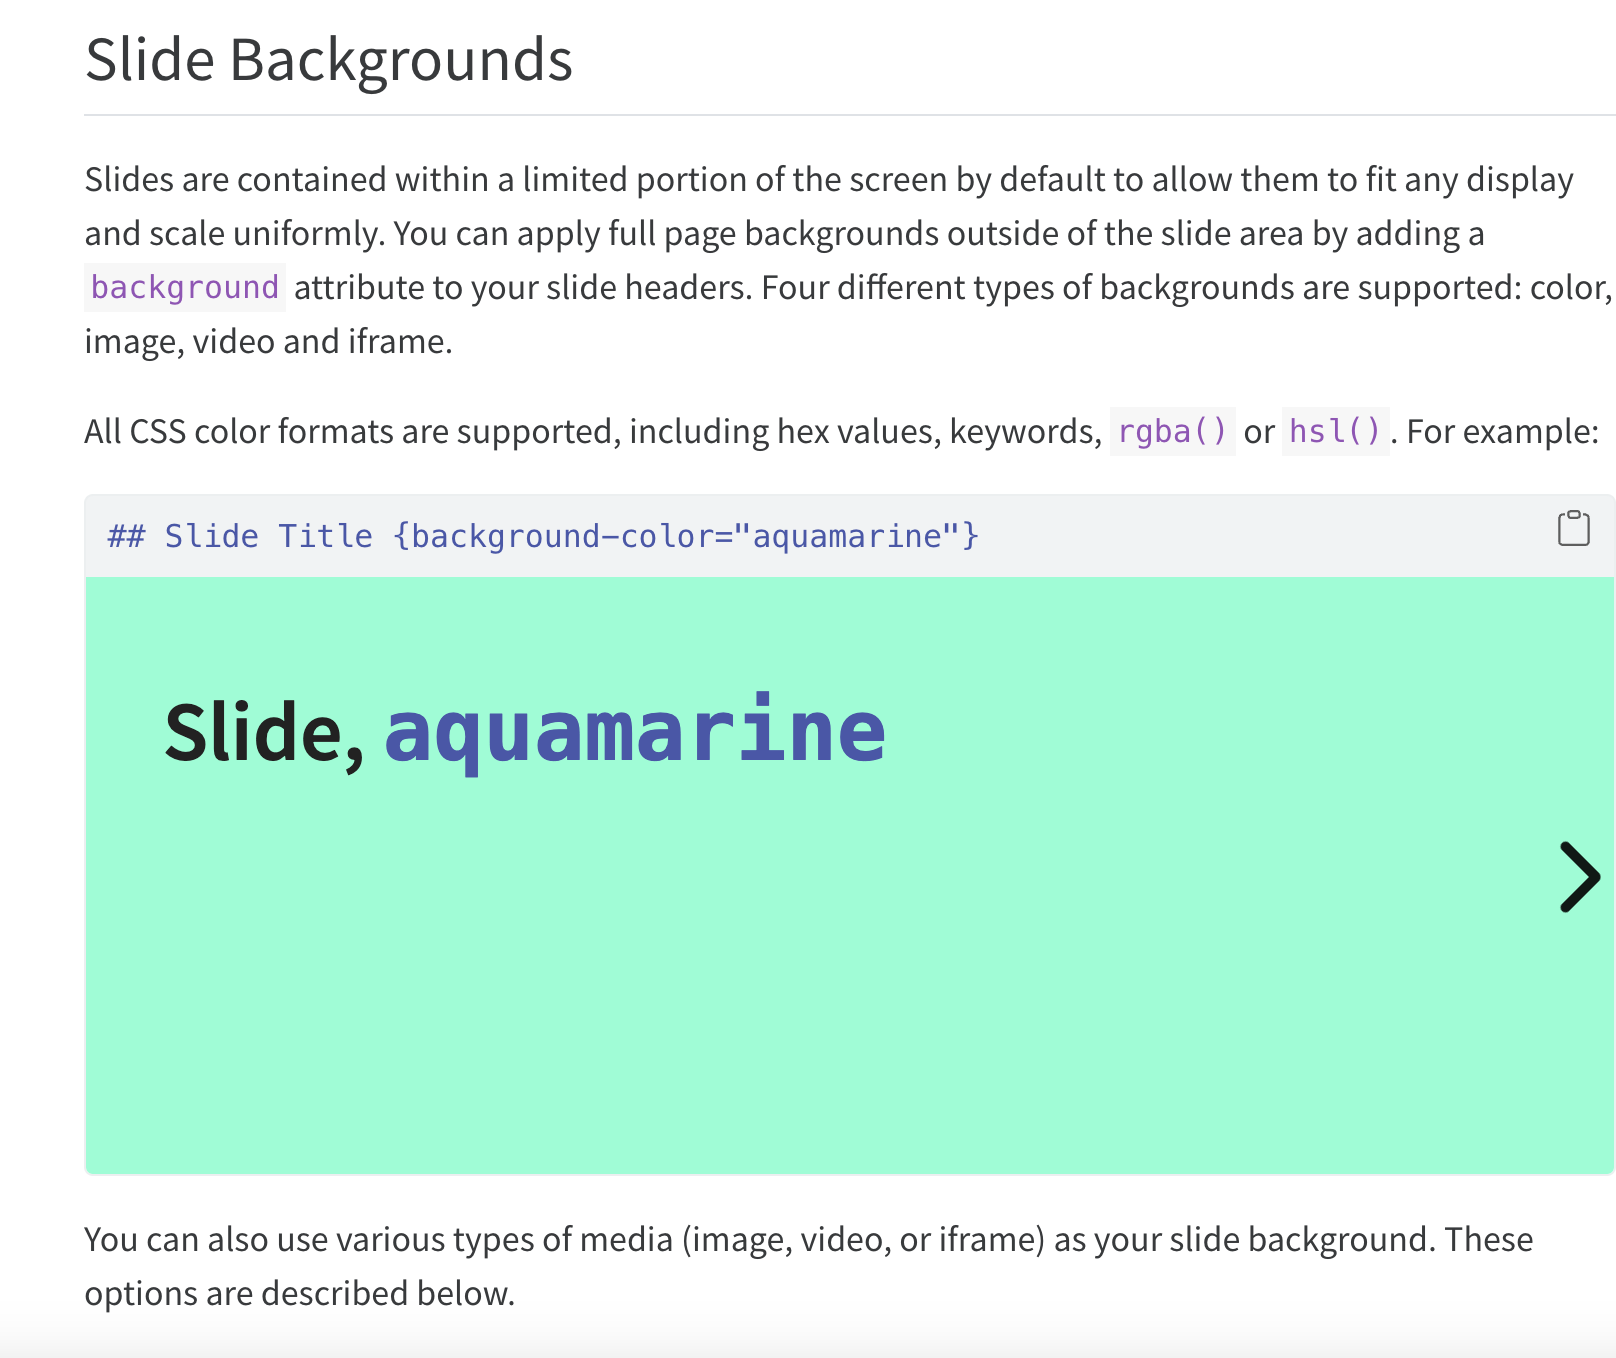 Slide Backgrounds
Slides are contained within a limited portion of the screen by default to allow them to fit any display
and scale uniformly. You can apply full page backgrounds outside of the slide area by adding a
background attribute to your slide headers. Four different types of backgrounds are supported: color,
image, video and iframe.
All CSS color formats are supported, including hex values, keywords, rgba() or hsl(). For example:
## Slide Title {background-color="aquamarine"}
Slide, aquamarine
You can also use various types of media (image, video, or iframe) as your slide background. These
options are described below.